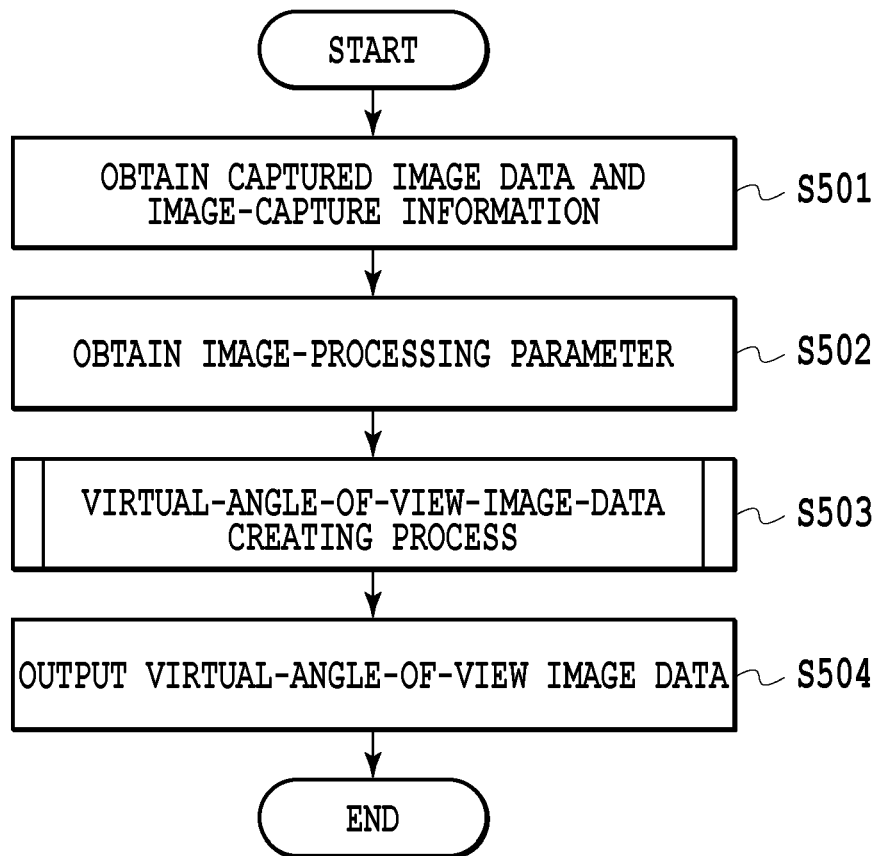 START
OBTAIN CAPTURED IMAGE DATA AND
IMAGE-CAPTURE INFORMATION
S501
OBTAIN IMAGE-PROCESSING PARAMETER
S502
VIRTUAL-ANGLE-OF-VIEW-IMAGE-DATA
CREATING PROCESS
S503
OUTPUT VIRTUAL-ANGLE-OF-VIEW IMAGE DATA
S504
END